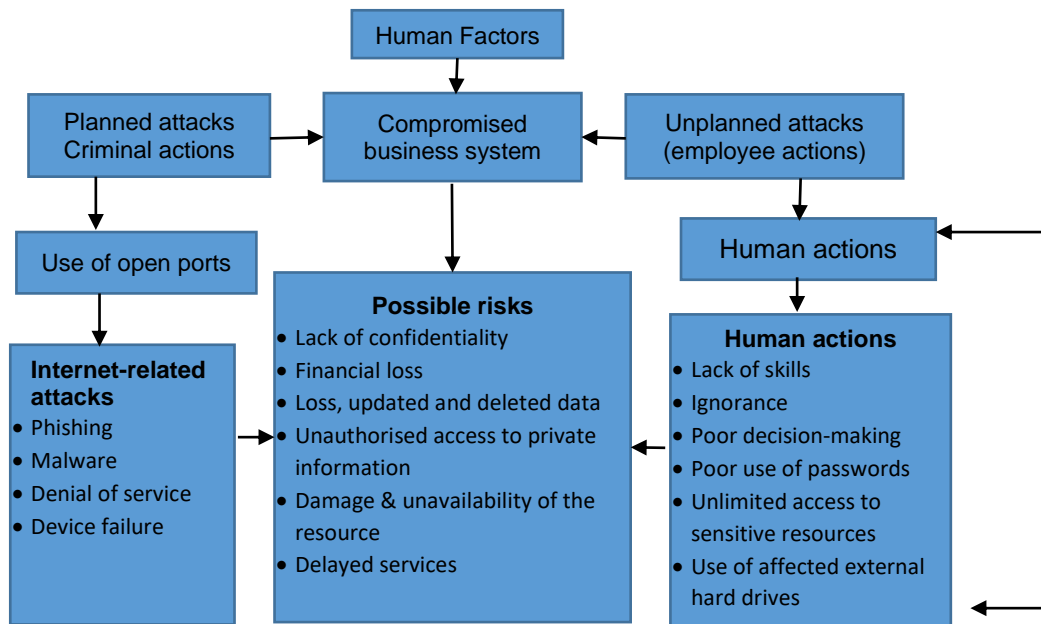 Human Factors
Planned attacks
Criminal actions
Compromised
business system
Unplanned attacks
(employee actions)
Use of open ports
Human actions
Internet-related
attacks
• Phishing
• Malware
• Denial of service
• Device failure
Possible risks
• Lack of confidentiality
• Financial loss
• Loss, updated and deleted data
• Unauthorised access to private
information
• Damage & unavailability of the
resource
• Delayed services
Human actions
• Lack of skills
• Ignorance
• Poor decision-making
• Poor use of passwords
• Unlimited access to
sensitive resources
• Use of affected external
hard drives